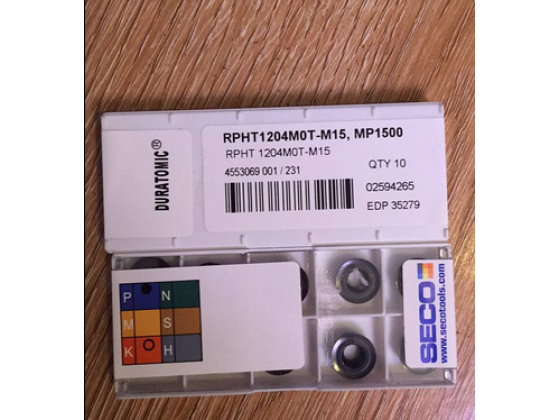 DURATOMIC®
RPHT1204M0T-M15, MP1500
RPHT 1204M0T-M15
4553069 001 / 231
QTY 10
02594265
EDP 35279
P N
M S
K H
SECO
www.secotools.com